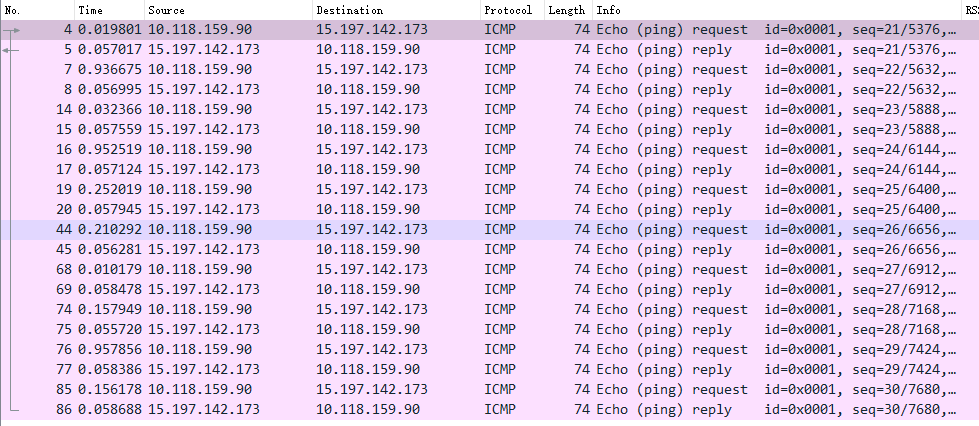 No. Time Source Destination Protocol Length Info RS
4 0.019801 10.118.159.90 15.197.142.173 ICMP 74 Echo (ping) request id=0x0001, seq=21/5376,…
5 0.057017 15.197.142.173 10.118.159.90 ICMP 74 Echo (ping) reply id=0x0001, seq=21/5376,…
7 0.936675 10.118.159.90 15.197.142.173 ICMP 74 Echo (ping) request id=0x0001, seq=22/5632,…
8 0.056995 15.197.142.173 10.118.159.90 ICMP 74 Echo (ping) reply id=0x0001, seq=22/5632,…
14 0.032366 10.118.159.90 15.197.142.173 ICMP 74 Echo (ping) request id=0x0001, seq=23/5888,…
15 0.057559 15.197.142.173 10.118.159.90 ICMP 74 Echo (ping) reply id=0x0001, seq=23/5888,…
16 0.952519 10.118.159.90 15.197.142.173 ICMP 74 Echo (ping) request id=0x0001, seq=24/6144,…
17 0.057124 15.197.142.173 10.118.159.90 ICMP 74 Echo (ping) reply id=0x0001, seq=24/6144,…
19 0.252019 10.118.159.90 15.197.142.173 ICMP 74 Echo (ping) request id=0x0001, seq=25/6400,…
20 0.057945 15.197.142.173 10.118.159.90 ICMP 74 Echo (ping) reply id=0x0001, seq=25/6400,…
44 0.210292 10.118.159.90 15.197.142.173 ICMP 74 Echo (ping) request id=0x0001, seq=26/6656,…
45 0.056281 15.197.142.173 10.118.159.90 ICMP 74 Echo (ping) reply id=0x0001, seq=26/6656,…
68 0.010179 10.118.159.90 15.197.142.173 ICMP 74 Echo (ping) request id=0x0001, seq=27/6912,…
69 0.058478 15.197.142.173 10.118.159.90 ICMP 74 Echo (ping) reply id=0x0001, seq=27/6912,…
74 0.157949 10.118.159.90 15.197.142.173 ICMP 74 Echo (ping) request id=0x0001, seq=28/7168,…
75 0.055720 15.197.142.173 10.118.159.90 ICMP 74 Echo (ping) reply id=0x0001, seq=28/7168,…
76 0.957856 10.118.159.90 15.197.142.173 ICMP 74 Echo (ping) request id=0x0001, seq=29/7424,…
77 0.058386 15.197.142.173 10.118.159.90 ICMP 74 Echo (ping) reply id=0x0001, seq=29/7424,…
85 0.156178 10.118.159.90 15.197.142.173 ICMP 74 Echo (ping) request id=0x0001, seq=30/7680,…
86 0.058688 15.197.142.173 10.118.159.90 ICMP 74 Echo (ping) reply id=0x0001, seq=30/7680,…